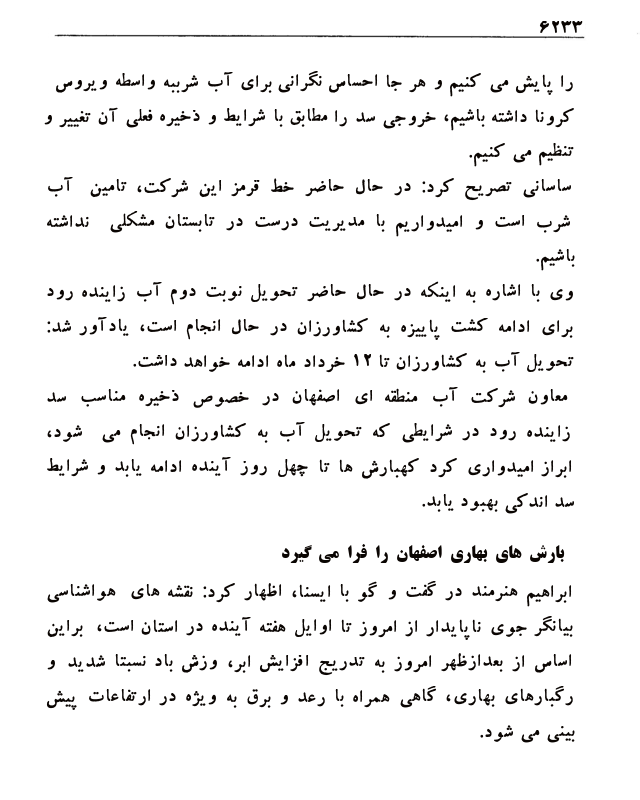 ۶۲۳۳
را پایش می کنیم و هر جا احساس نگرانی برای آب شرببه واسطه ویروس
کرونا داشته باشیم، خروجی سد را مطابق با شرایط و ذخیره فعلی آن تغییر و
تنظیم می کنیم.
ساسانی تصریح کرد: در حال حاضر خط قرمز این شرکت، تامین آب
شرب است و امیدواریم با مدیریت درست در تابستان مشکلی نداشته
باشیم.
وی با اشاره به اینکه در حال حاضر تحویل نوبت دوم آب زاینده رود
برای ادامه کشت پاییزه به کشاورزان در حال انجام است، یادآور شد:
تحویل آب به کشاورزان تا ۱۲ خرداد ماه ادامه خواهد داشت.
معاون شرکت آب منطقه ای اصفهان در خصوص ذخیره مناسب سد
زاینده رود در شرایطی که تحویل آب به کشاورزان انجام می شود،
ابراز امیدواری کرد کهبارش ها تا چهل روز آینده ادامه یابد و شرایط
سد اندکی بهبود یابد.
بارش های بهاری اصفهان را فرا می گیرد
ابراهیم هنرمند در گفت و گو با ایسنا، اظهار کرد: نقشه های هواشناسی
بیانگر جوی ناپایدار از امروز تا اوایل هفته آینده در استان است، براین
اساس از بعدازظهر امروز به تدریج افزایش ابر، وزش باد نسبتا شدید و
رگبارهای بهاری، گاهی همراه با رعد و برق به ویژه در ارتفاعات پیش
بینی می شود.